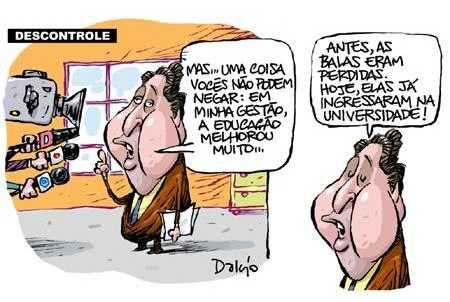 DESCONTROLE
MAS... UMA COISA
VOCÊS NÃO PODEM
NEGAR: EM
MINHA GESTÃO,
A EDUCAÇÃO
MELHOROU
MUITO...
ANTES, AS
BALAS ERAM
PERDIDAS.
HOJE, ELAS JÁ
INGRESSARAM NA
UNIVERSIDADE!
Dalcio